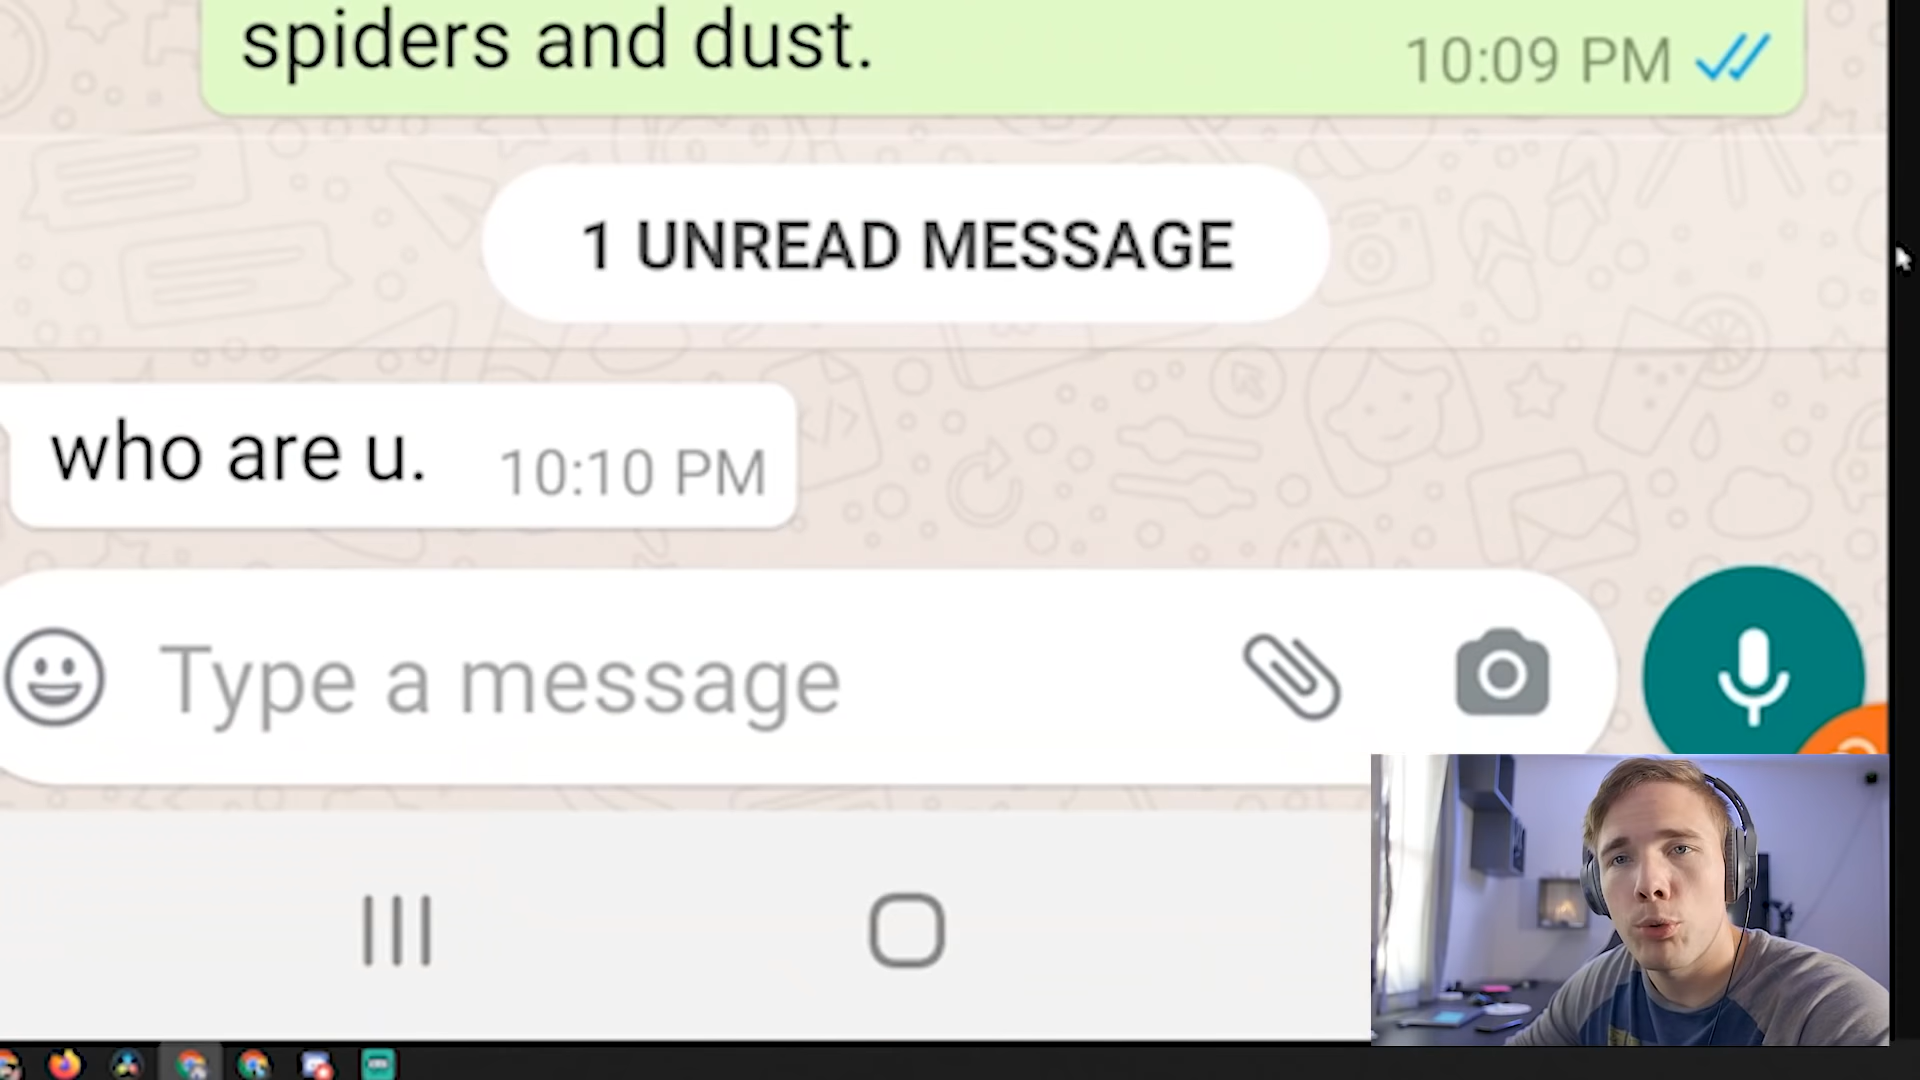 spiders and dust.
10:09 PM
1 UNREAD MESSAGE
who are u.
10:10 PM
Type a message